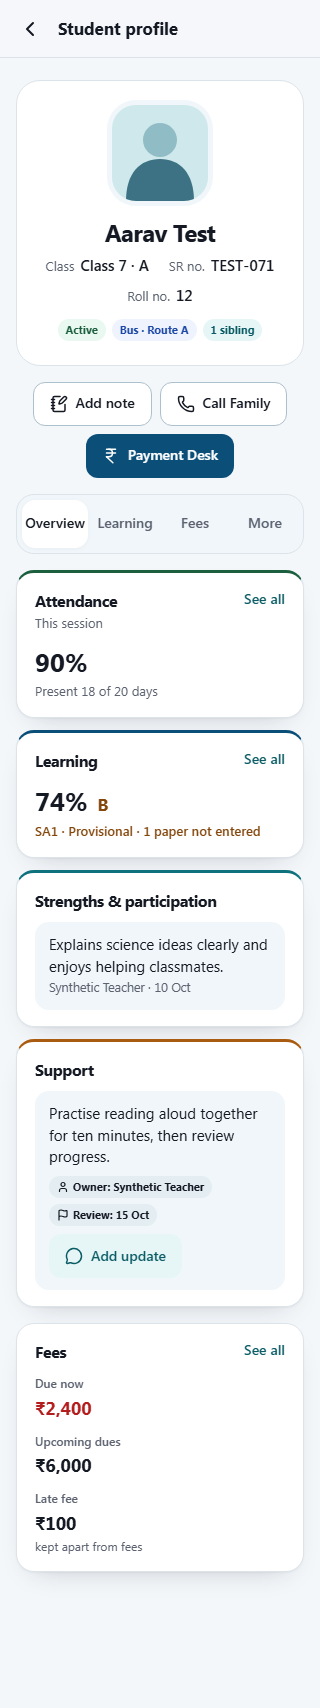 Student profile
Aarav Test
Class Class 7 · A SR no. TEST-071
Roll no. 12
Active Bus · Route A 1 sibling
Add note Call Family
₹ Payment Desk
Overview Learning Fees More
Attendance See all
This session
90%
Present 18 of 20 days
Learning See all
74% B
SA1 · Provisional · 1 paper not entered
Strengths & participation
Explains science ideas clearly and
enjoys helping classmates.
Synthetic Teacher · 10 Oct
Support
Practise reading aloud together
for ten minutes, then review
progress.
Owner: Synthetic Teacher
Review: 15 Oct
Add update
Fees See all
Due now
₹2,400
Upcoming dues
₹6,000
Late fee
₹100
kept apart from fees